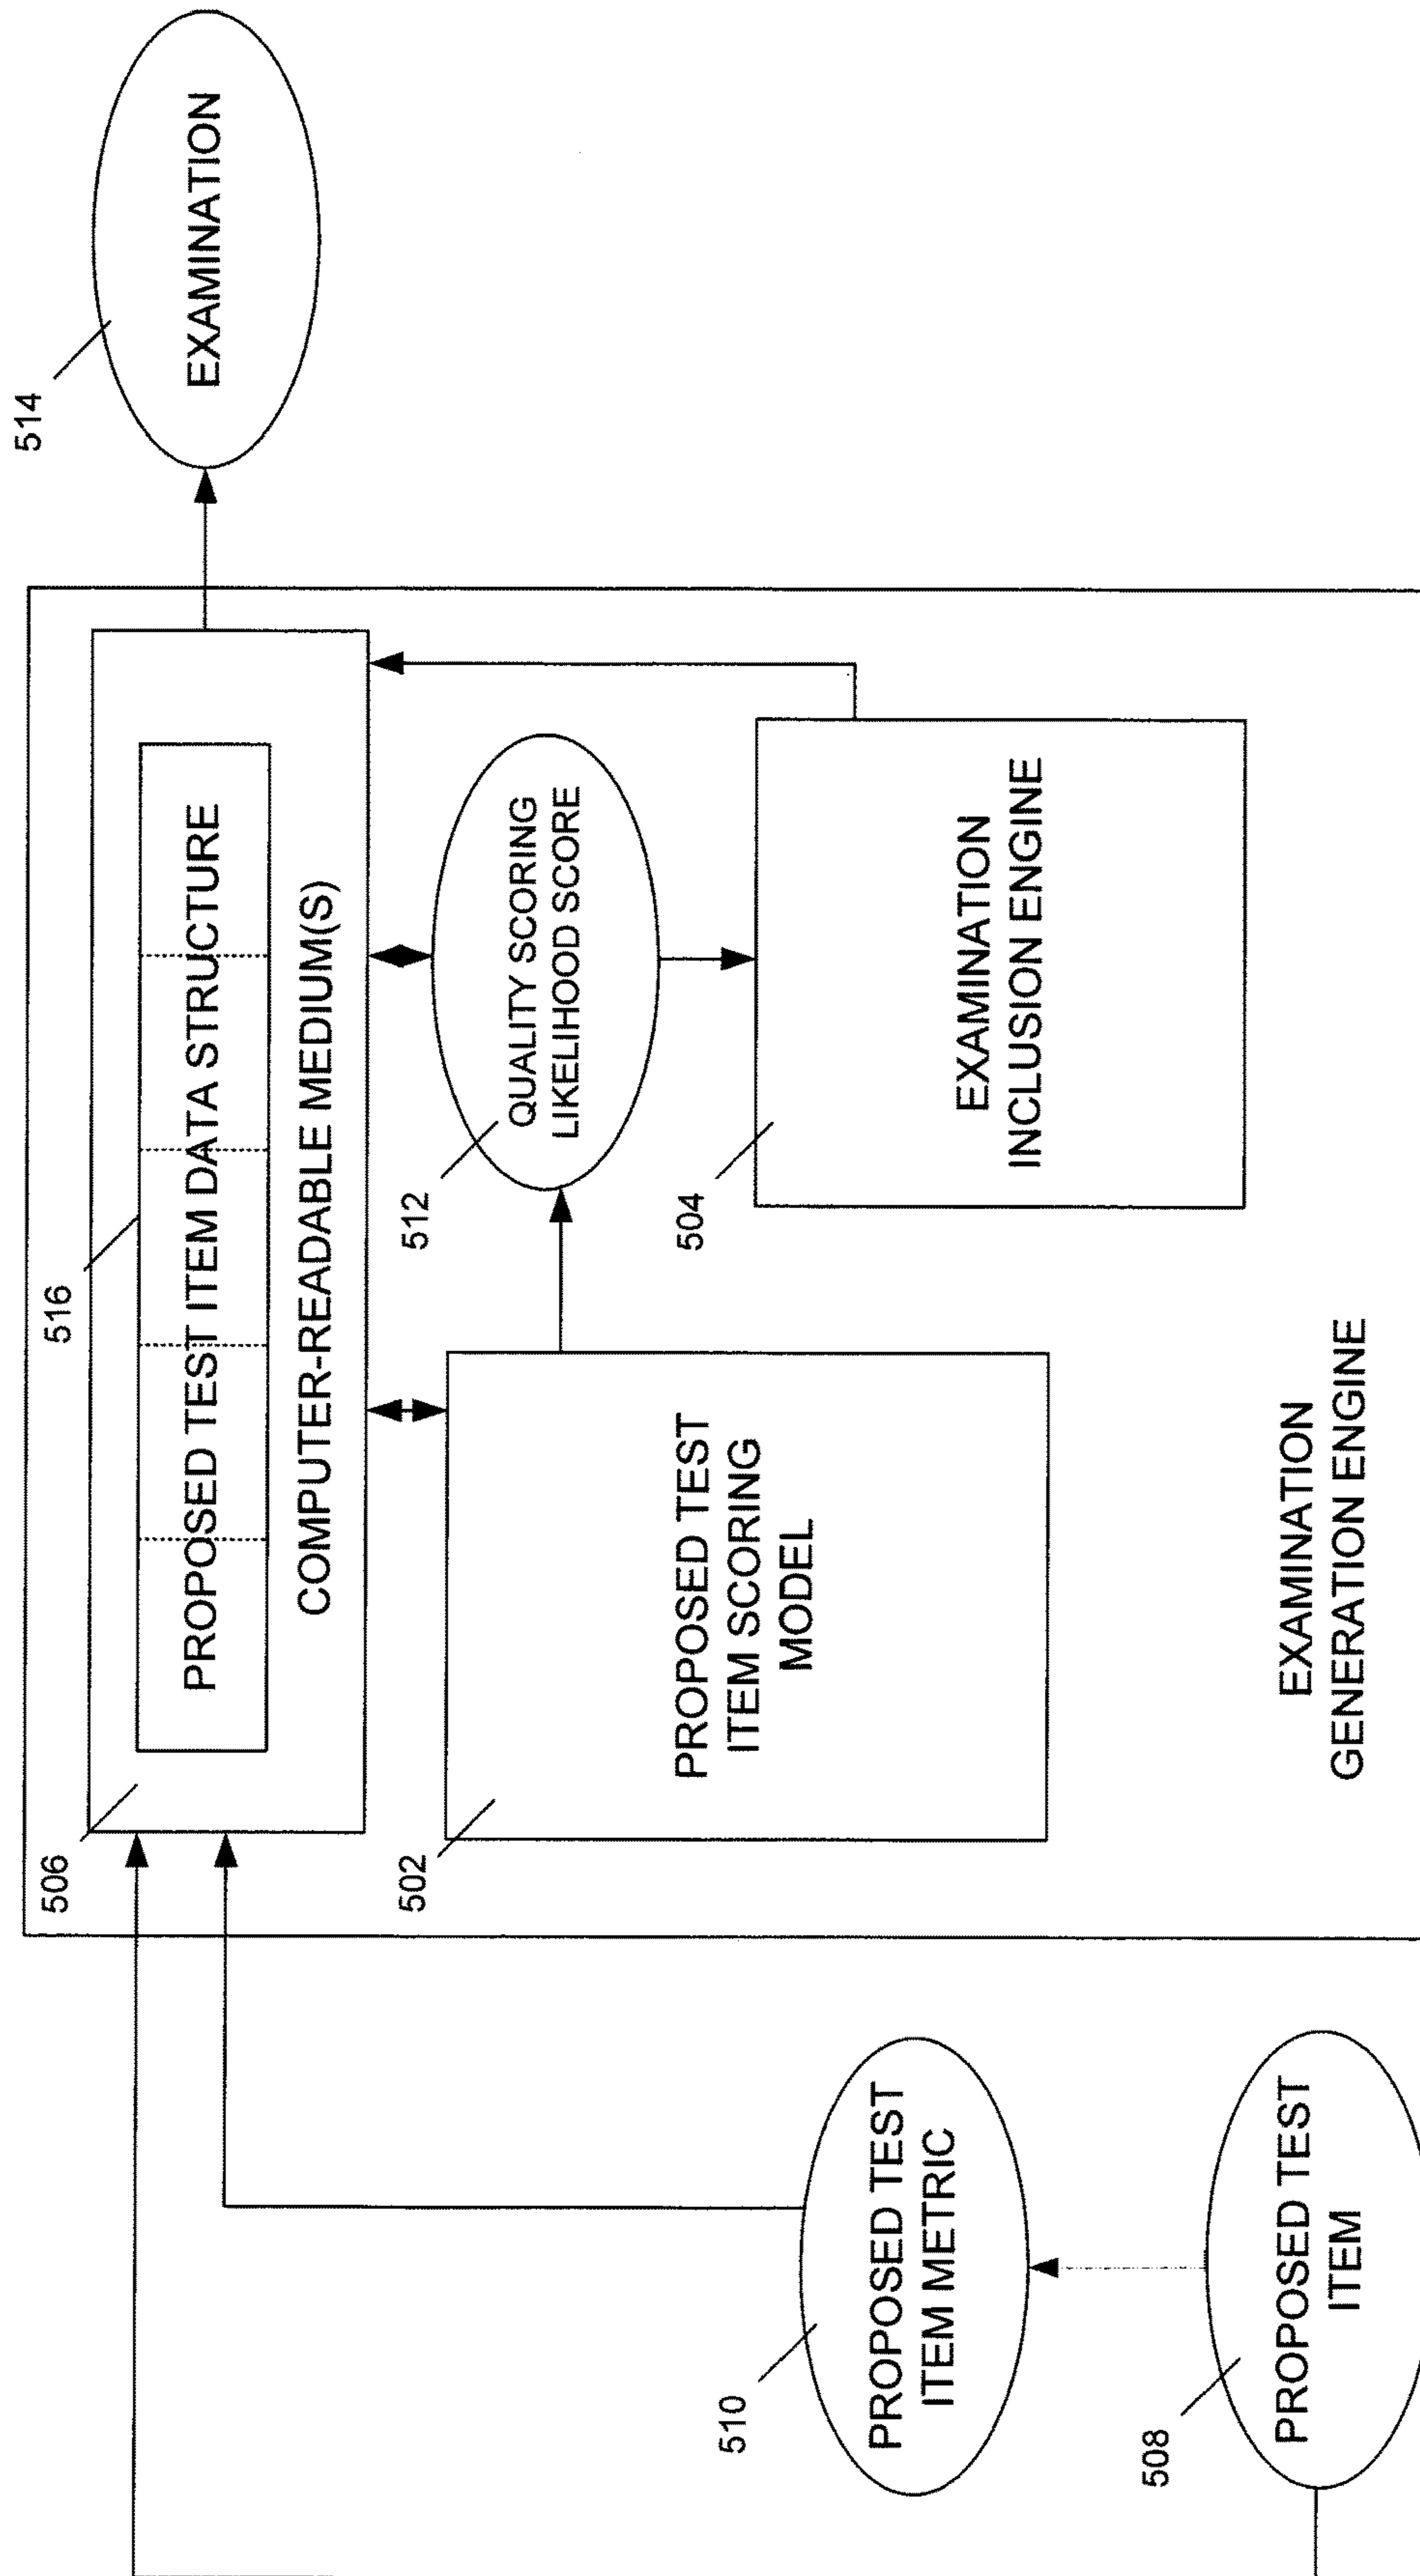 514
EXAMINATION
516
PROPOSED TEST ITEM DATA STRUCTURE
COMPUTER-READABLE MEDIUM(S)
506
512
QUALITY SCORING
LIKELIHOOD SCORE
502
PROPOSED TEST
ITEM SCORING
MODEL
504
EXAMINATION
INCLUSION ENGINE
EXAMINATION
GENERATION ENGINE
510
PROPOSED TEST
ITEM METRIC
508
PROPOSED TEST
ITEM